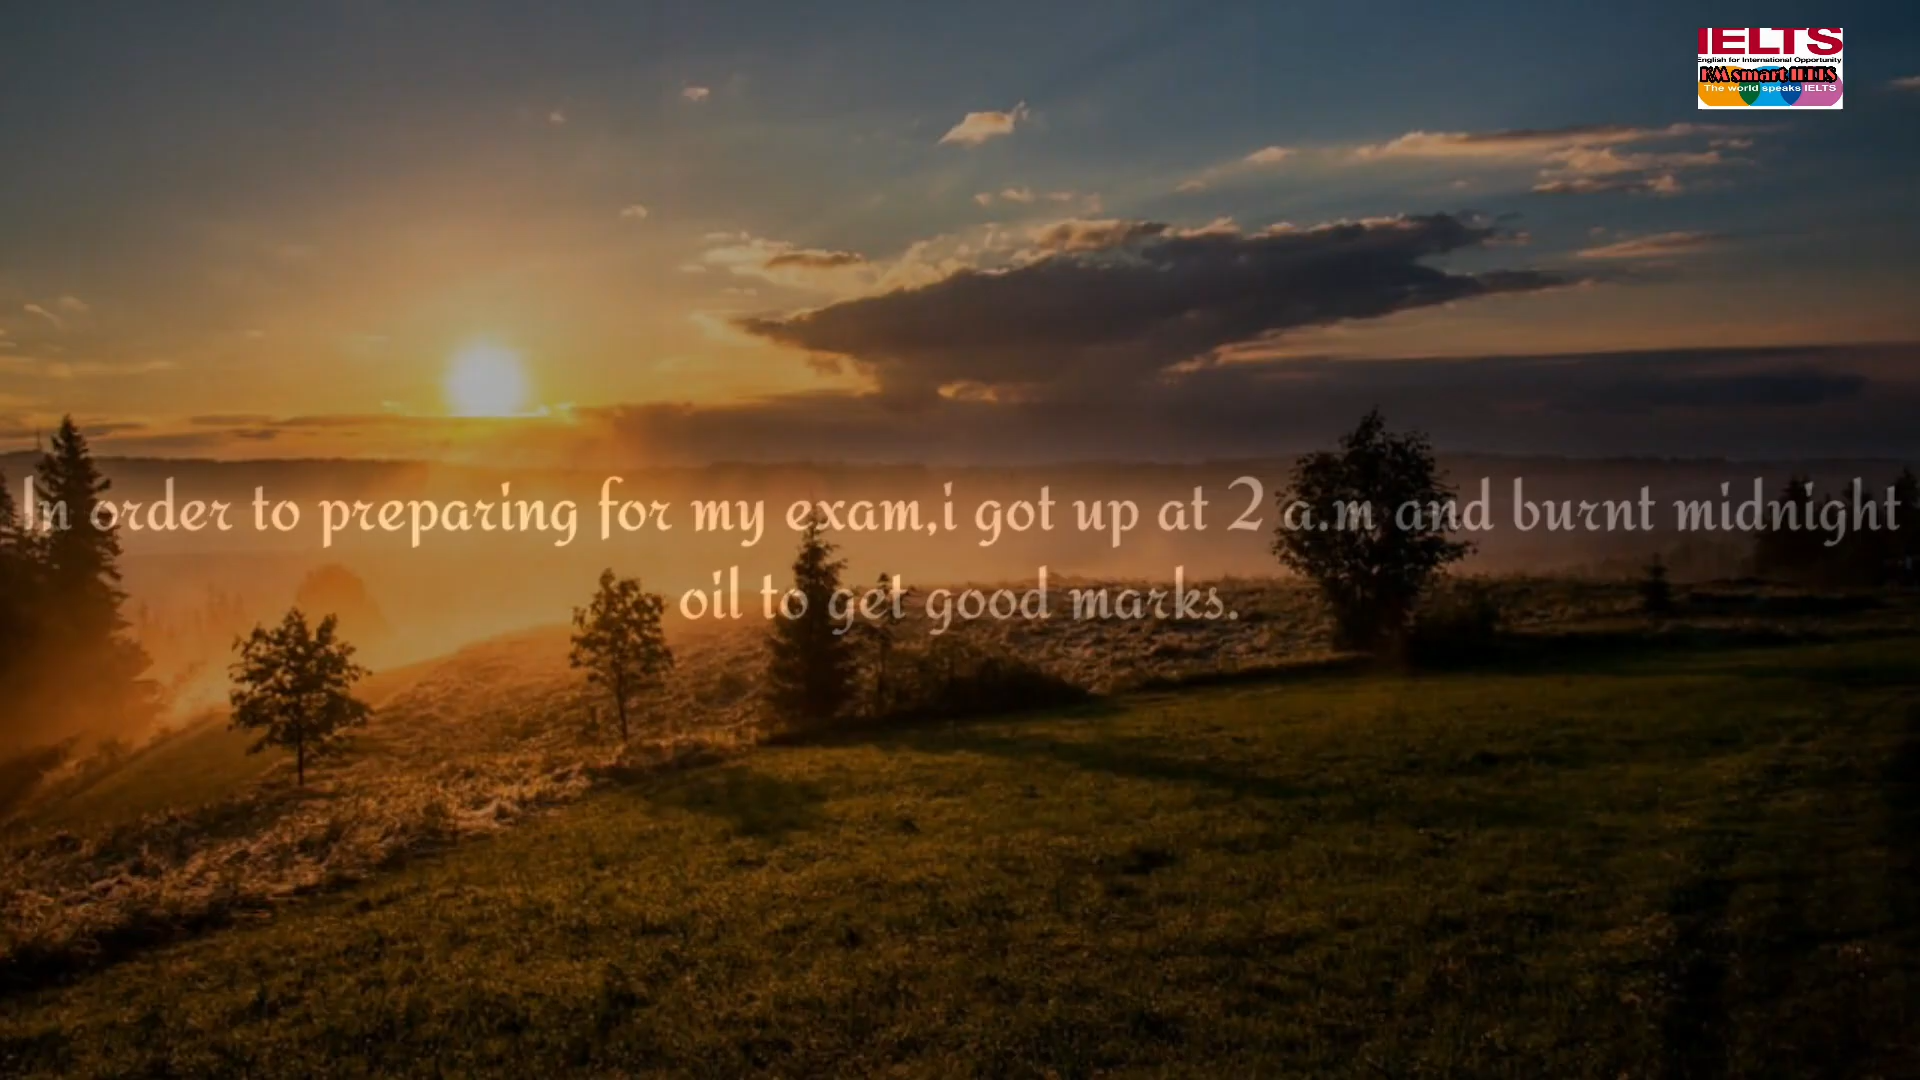 IELTS
English for International Opportunity
KM smart IELTS
The world speaks IELTS
In order to preparing for my exam,i got up at 2 a.m and burnt midnight
oil to get good marks.